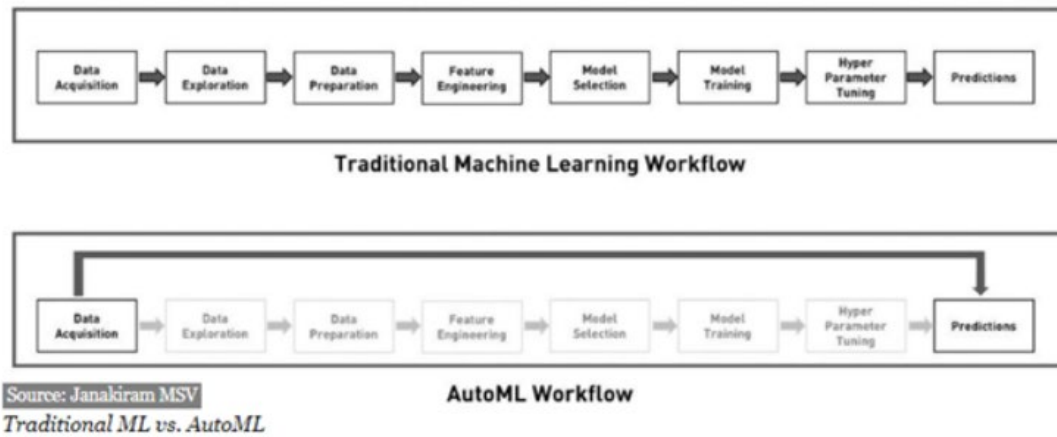 Data Acquisition
Data Exploration
Data Preparation
Feature Engineering
Model Selection
Model Training
Hyper Parameter Tuning
Predictions
Traditional Machine Learning Workflow
Data Acquisition
Data Exploration
Data Preparation
Feature Engineering
Model Selection
Model Training
Hyper Parameter Tuning
Predictions
AutoML Workflow
Source: Janakiram MSV
Traditional ML vs. AutoML